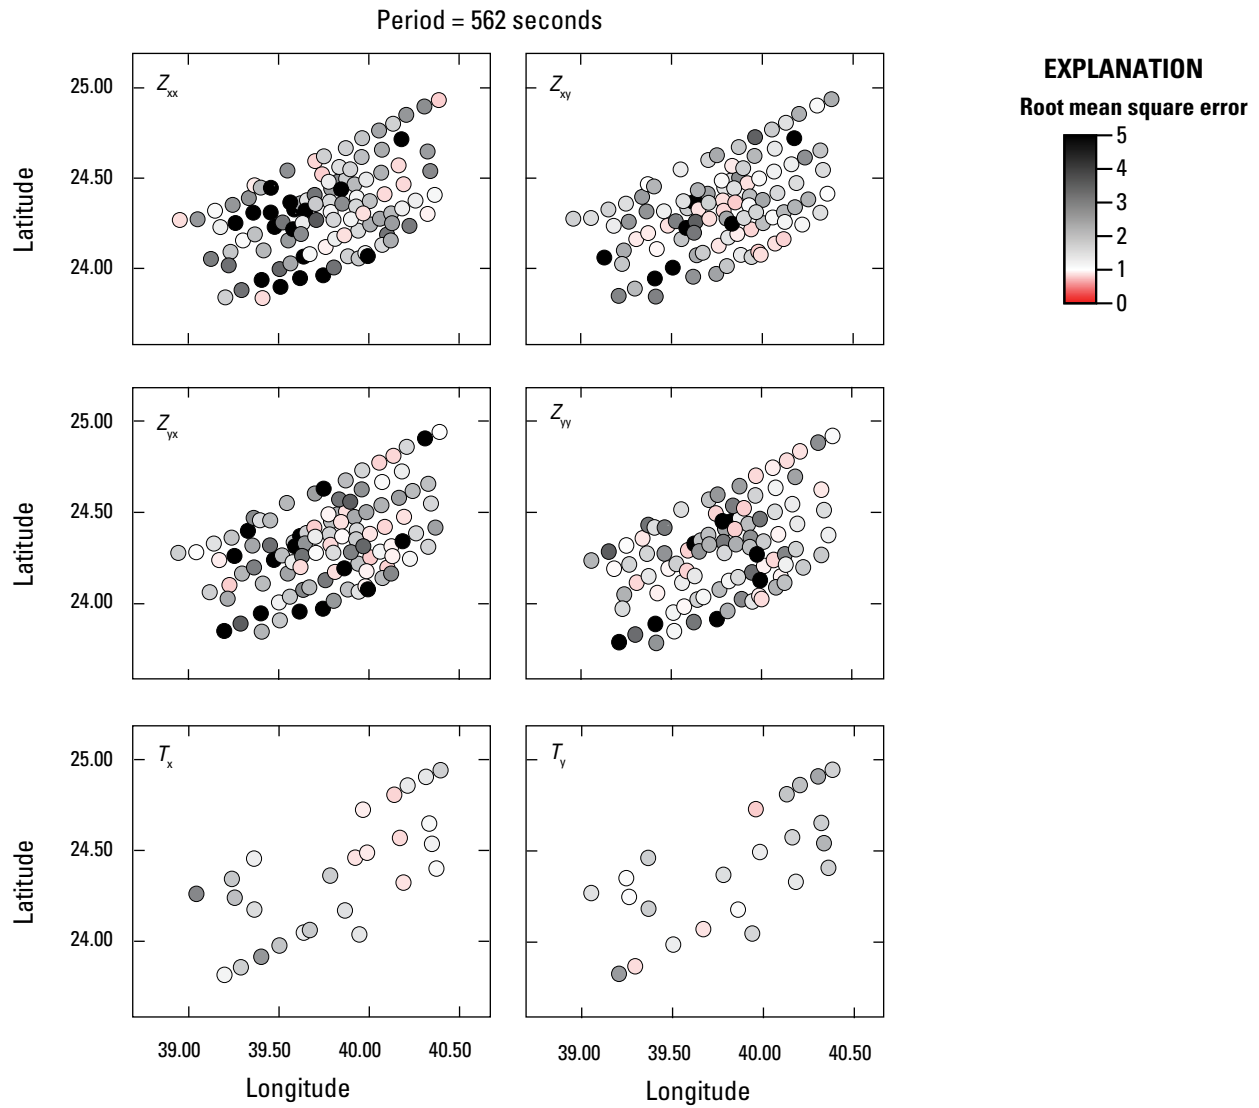 Period = 562 seconds
EXPLANATION
Root mean square error
5
4
3
2
1
0
Zxx
Zxy
25.00
24.50
24.00
Latitude
Zyx
Zyy
25.00
24.50
24.00
Latitude
Tx
Ty
25.00
24.50
24.00
Latitude
39.00 39.50 40.00 40.50
39.00 39.50 40.00 40.50
Longitude
Longitude